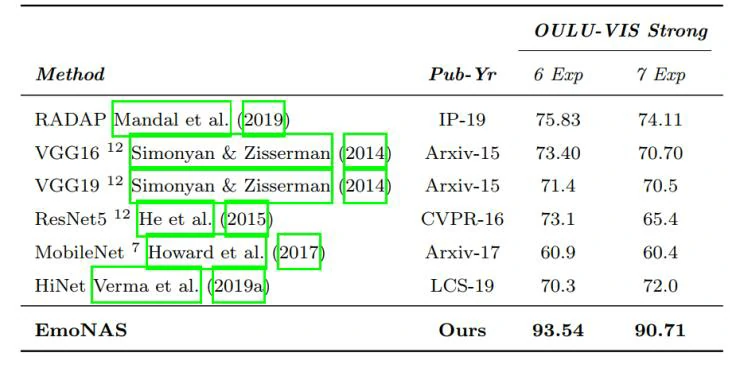 OULU-VIS Strong
Method Pub-Yr 6 Exp 7 Exp
RADAP Mandal et al. (2019) IP-19 75.83 74.11
VGG16 12 Simonyan & Zisserman (2014) Arxiv-15 73.40 70.70
VGG19 12 Simonyan & Zisserman (2014) Arxiv-15 71.4 70.5
ResNet5 12 He et al. (2015) CVPR-16 73.1 65.4
MobileNet 7 Howard et al. (2017) Arxiv-17 60.9 60.4
HiNet Verma et al. (2019a) LCS-19 70.3 72.0
EmoNAS Ours 93.54 90.71